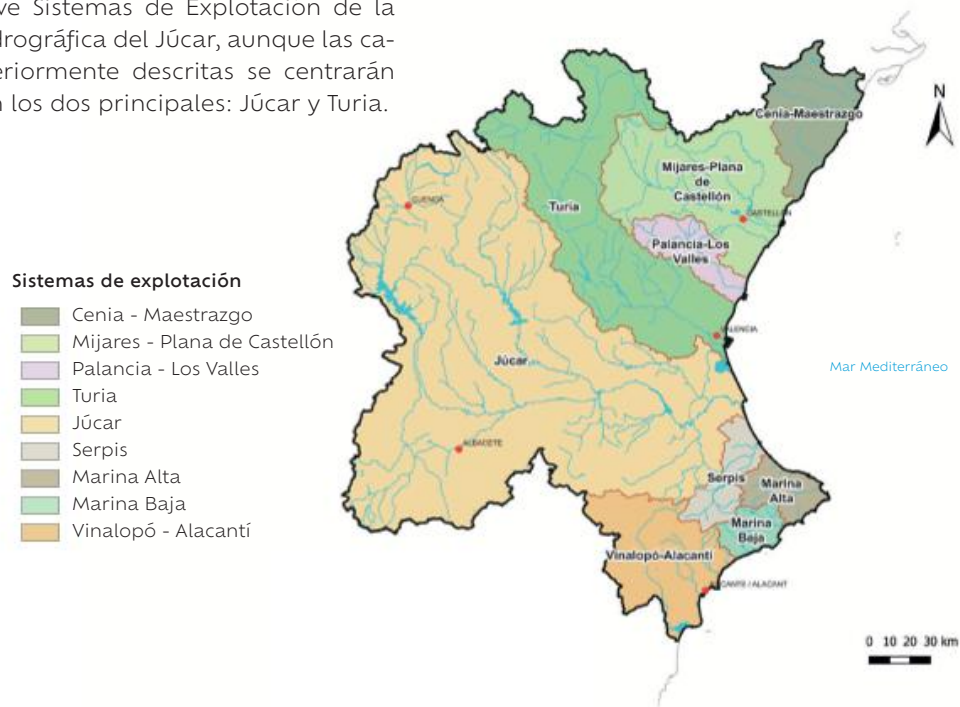 ve Sistemas de Explotación de la
drográfica del Júcar, aunque las ca-
eriormente descritas se centrarán
n los dos principales: Júcar y Turia.
N
Cenia-Maestrazgo
Mijares-Plana
de
Castellón
CUENCA
Turia
CASTELLÓN
Palancia-Los
Valles
Sistemas de explotación
Cenia - Maestrazgo
Mijares - Plana de Castellón
Palancia - Los Valles
Turia
Júcar
Serpis
Marina Alta
Marina Baja
Vinalopó - Alacantí
VALENCIA
Júcar
Mar Mediterráneo
ALBACETE
Serpis
Marina
Alta
Marina
Baja
Vinalopó-Alacantí
ALICANTE / ALACANT
0 10 20 30 km